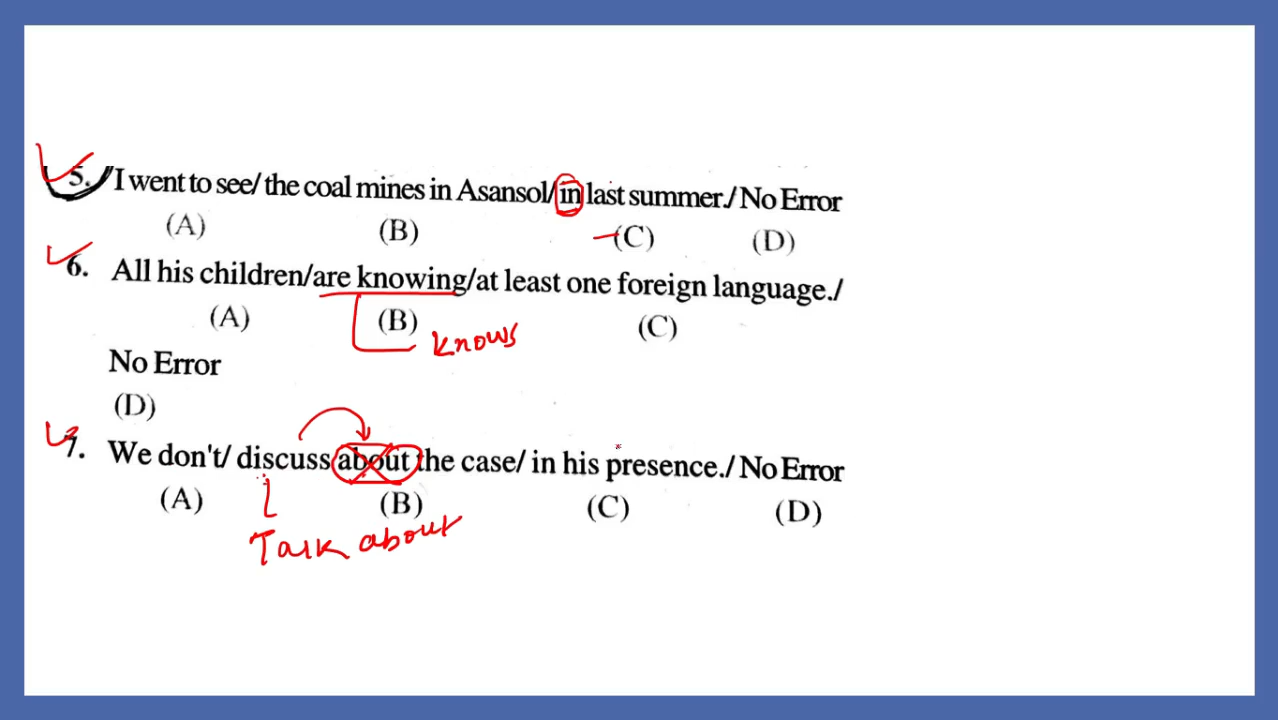 5. I went to see/ the coal mines in Asansol/ in last summer./ No Error
(A) (B) (C) (D)
6. All his children/are knowing/at least one foreign language./
(A) (B) (C)
knows
No Error
(D)
7. We don't/ discuss about the case/ in his presence./ No Error
(A) (B) (C) (D)
Talk about